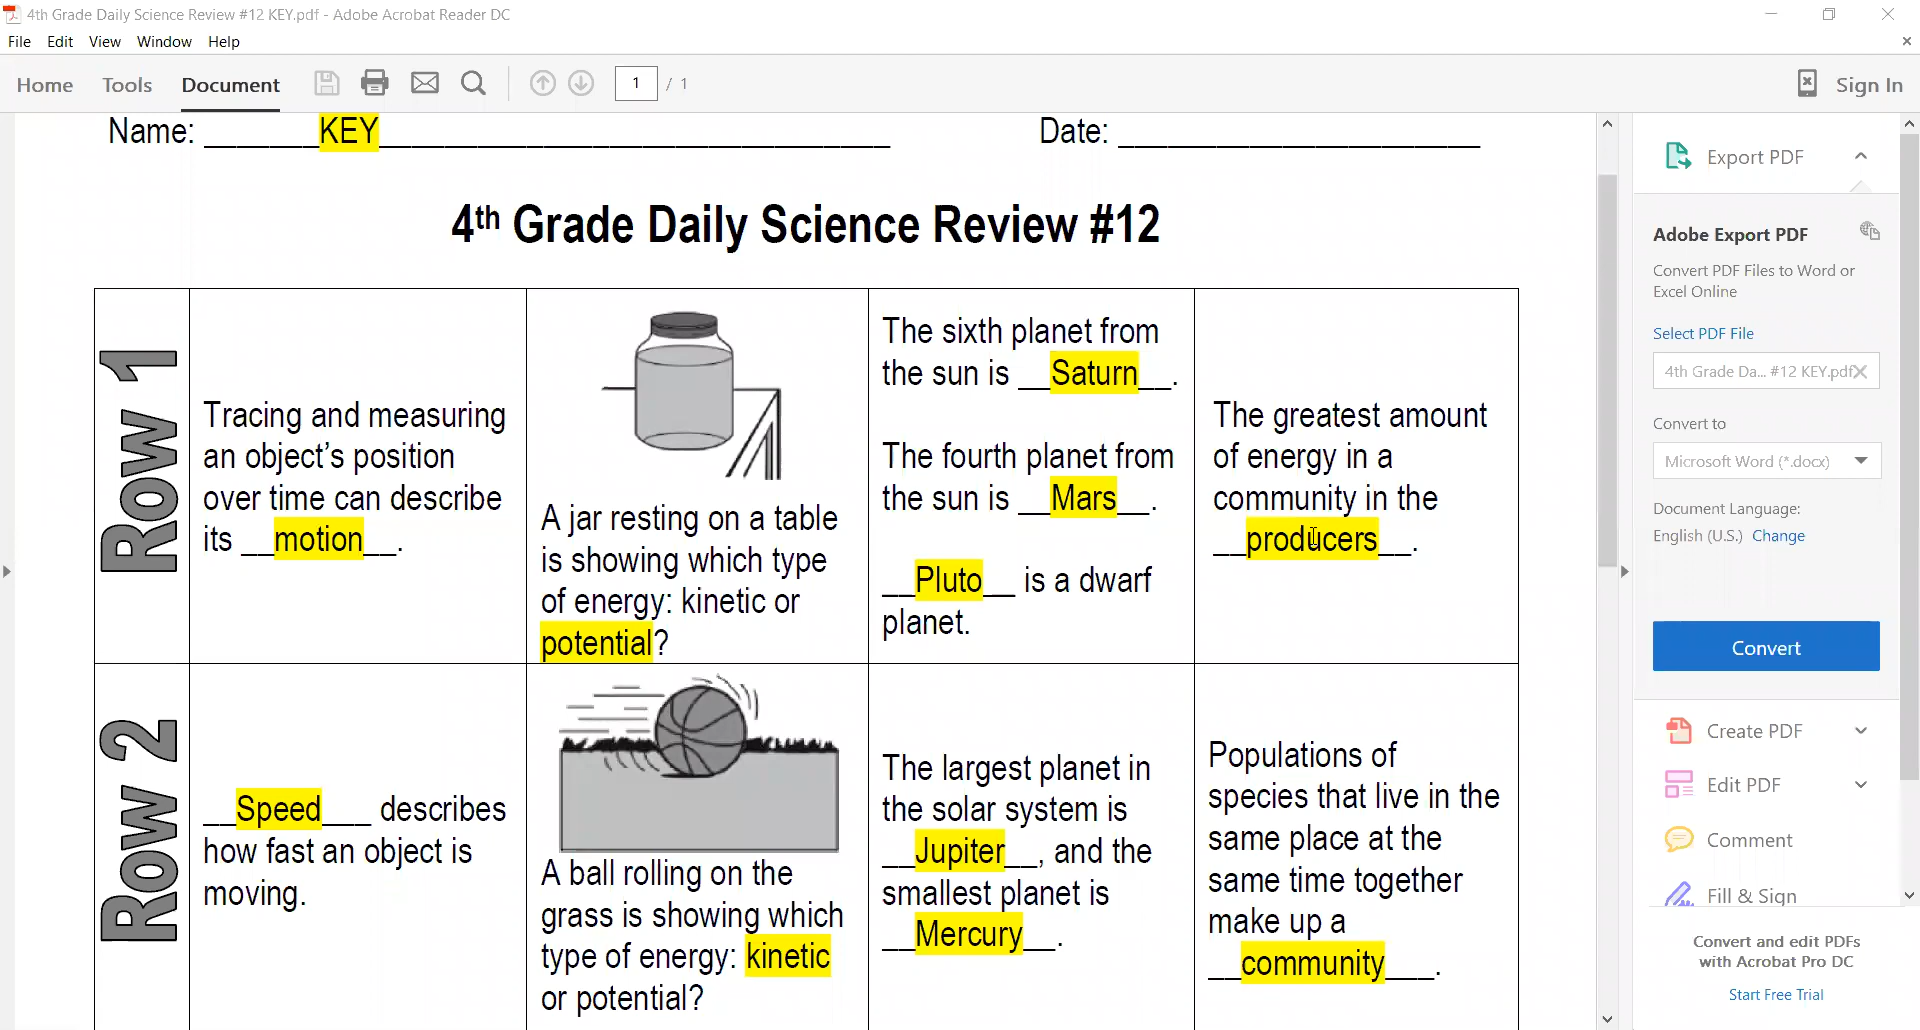 4th Grade Daily Science Review #12 KEY.pdf - Adobe Acrobat Reader DC
File Edit View Window Help
Home Tools Document 1 / 1 Sign In
Name: _______KEY_______________________________ Date: ______________________
4th Grade Daily Science Review #12
Row 1
Tracing and measuring
an object's position
over time can describe
its __motion__.
A jar resting on a table
is showing which type
of energy: kinetic or
potential?
The sixth planet from
the sun is __Saturn__.
The fourth planet from
the sun is __Mars__.
__Pluto__ is a dwarf
planet.
The greatest amount
of energy in a
community in the
__producers__.
Row 2
__Speed___ describes
how fast an object is
moving.
A ball rolling on the
grass is showing which
type of energy: kinetic
or potential?
The largest planet in
the solar system is
__Jupiter__, and the
smallest planet is
__Mercury__.
Populations of
species that live in the
same place at the
same time together
make up a
__community___.
Export PDF
Adobe Export PDF
Convert PDF Files to Word or
Excel Online
Select PDF File
4th Grade Da... #12 KEY.pdf
Convert to
Microsoft Word (*.docx)
Document Language:
English (U.S.) Change
Convert
Create PDF
Edit PDF
Comment
Fill & Sign
Convert and edit PDFs
with Acrobat Pro DC
Start Free Trial